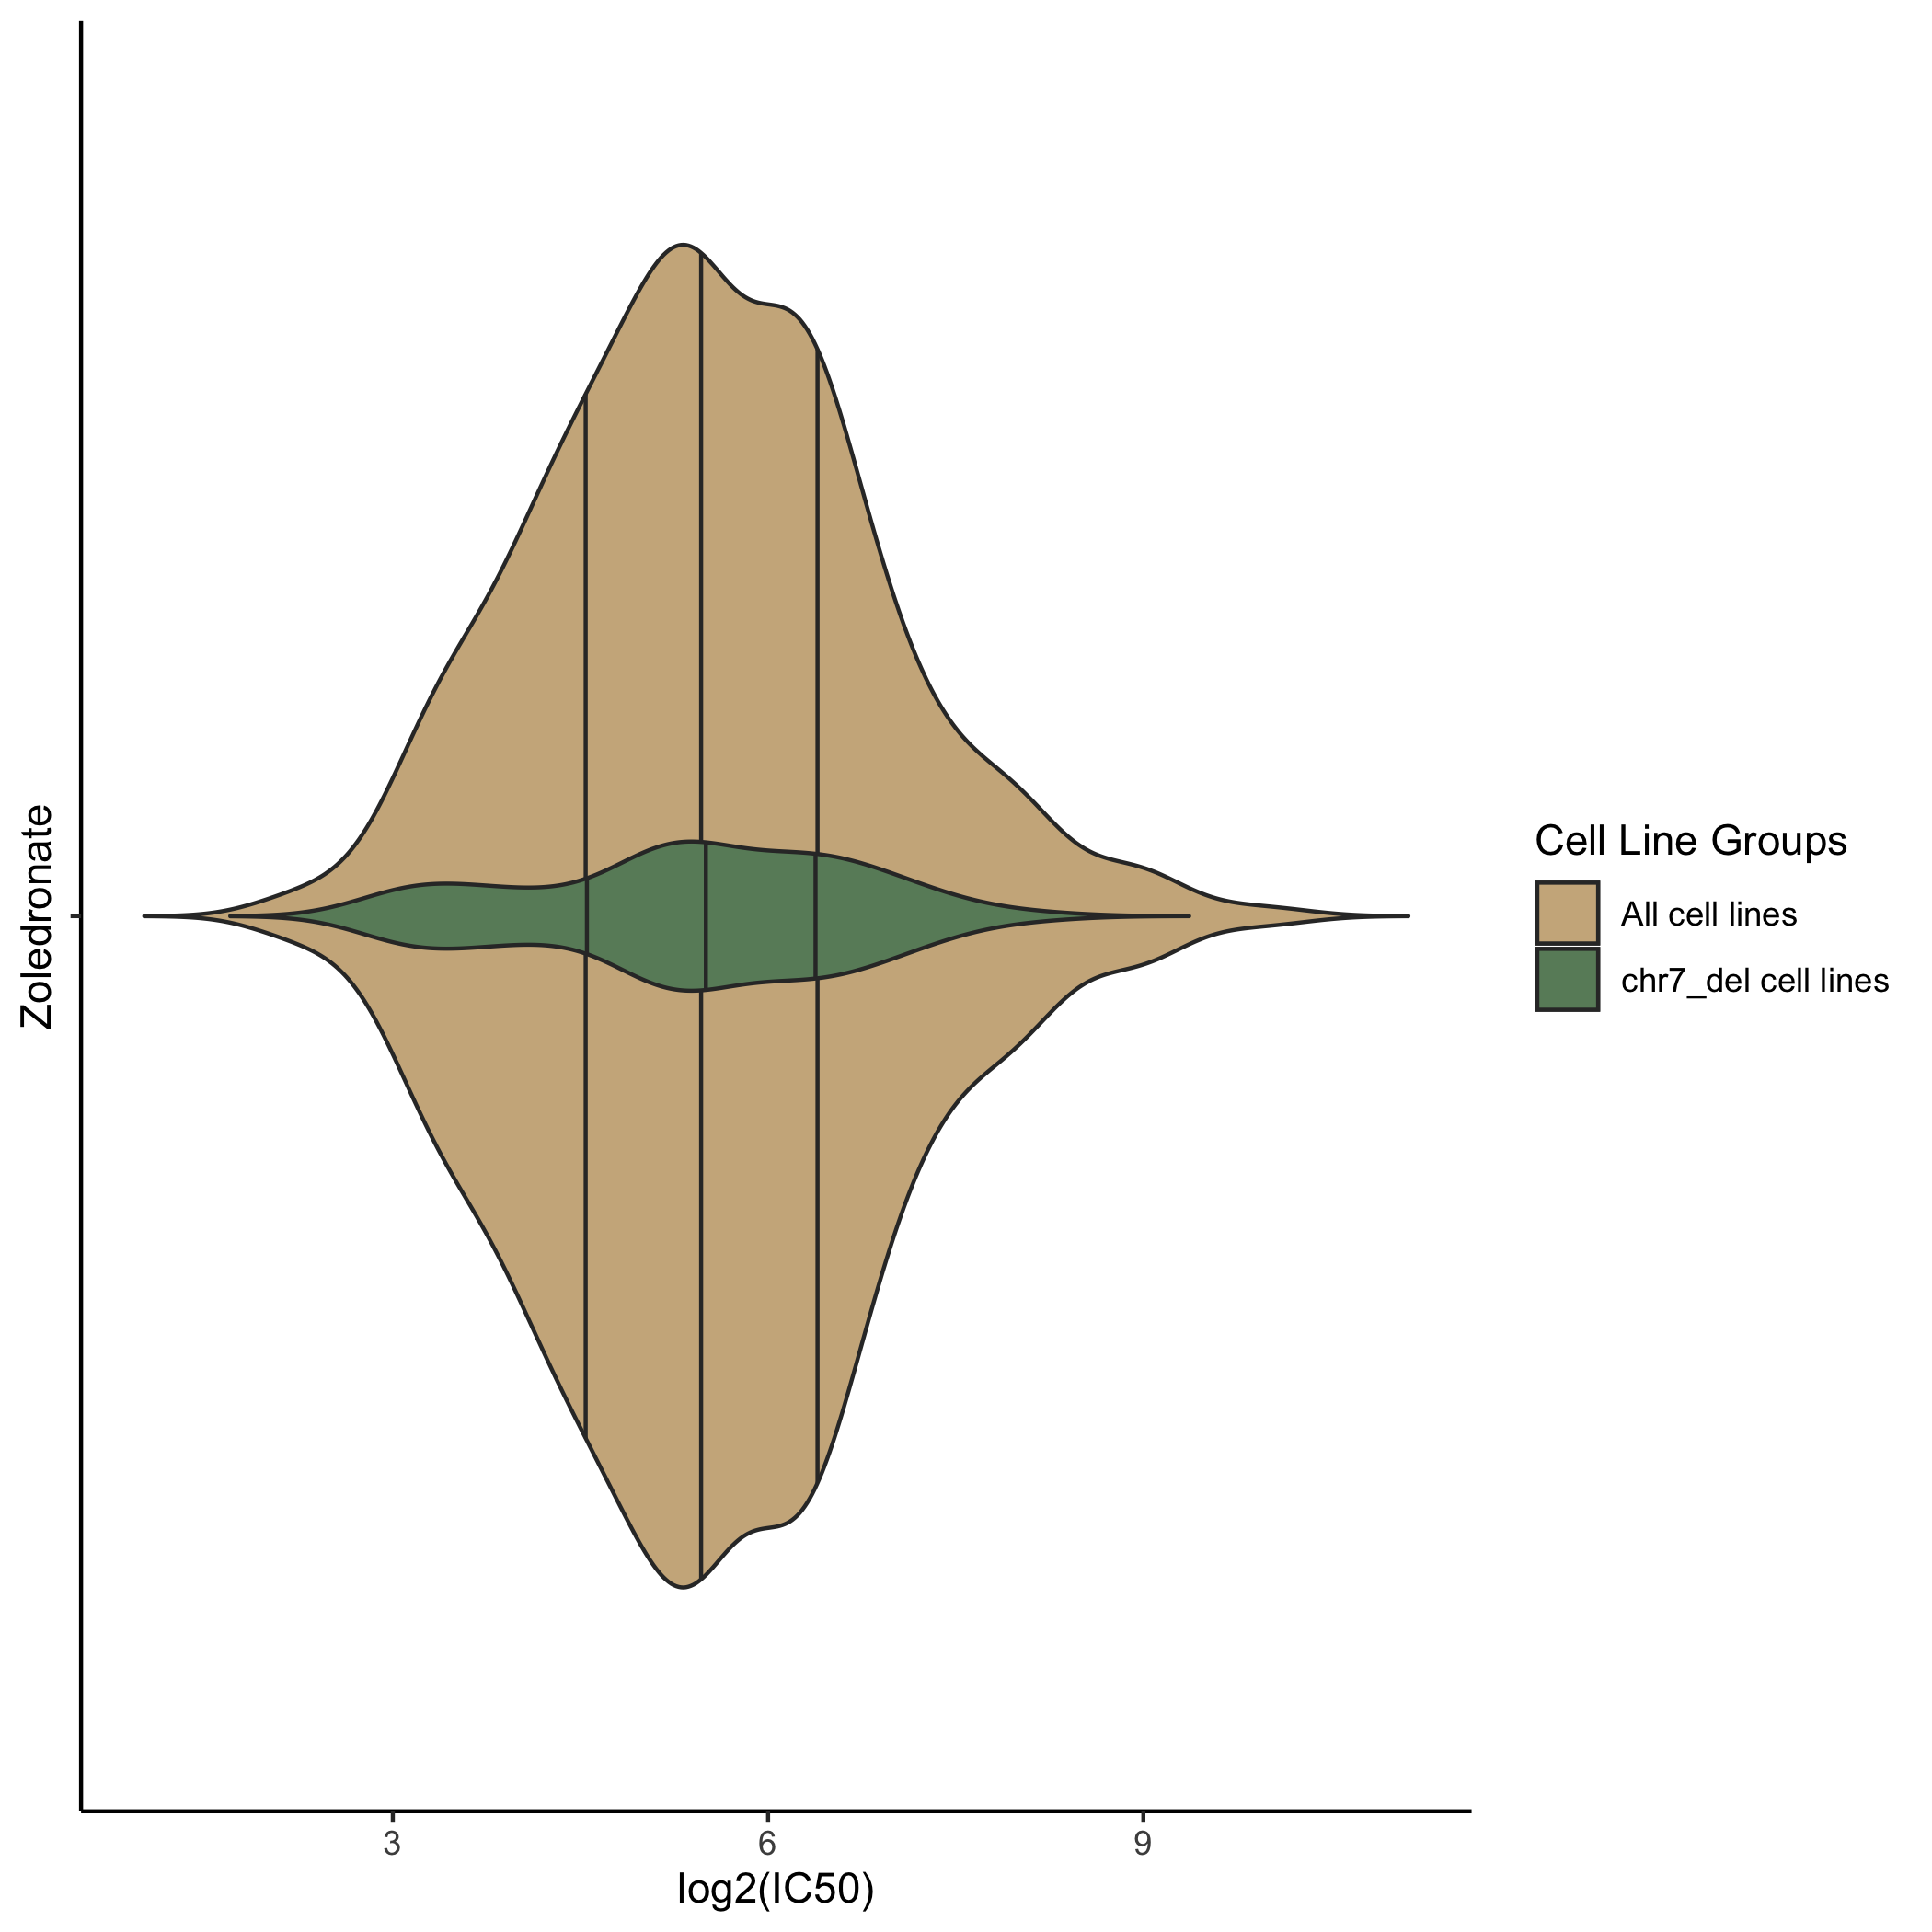 Zoledronate
Cell Line Groups
All cell lines
chr7_del cell lines
3 6 9
log2(IC50)